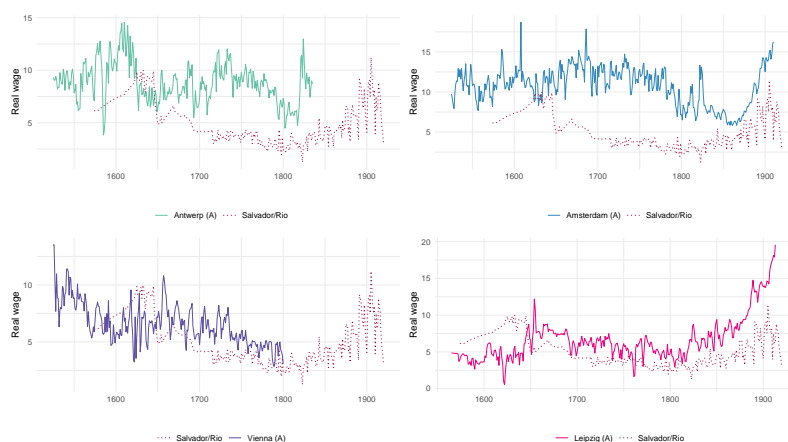 15
10
5
Real wage
1600 1700 1800 1900
Antwerp (A) Salvador/Rio
15
10
5
Real wage
1600 1700 1800 1900
Amsterdam (A) Salvador/Rio
10
5
Real wage
1600 1700 1800 1900
Salvador/Rio Vienna (A)
20
15
10
5
0
Real wage
1600 1700 1800 1900
Leipzig (A) Salvador/Rio